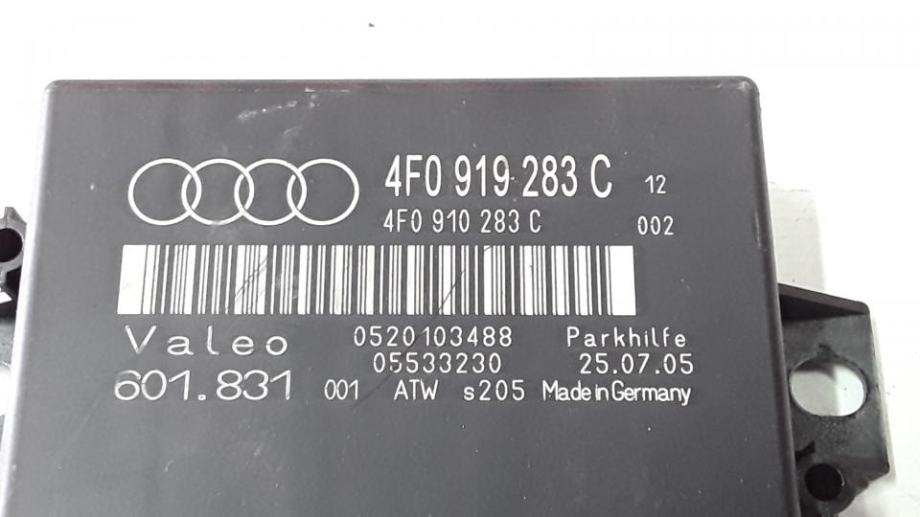 4F0 919 283 C 12
4F0 910 283 C 002
Valeo 0520103488 Parkhilfe
05533230 25.07.05
601.831 001 ATW s205 Made in Germany